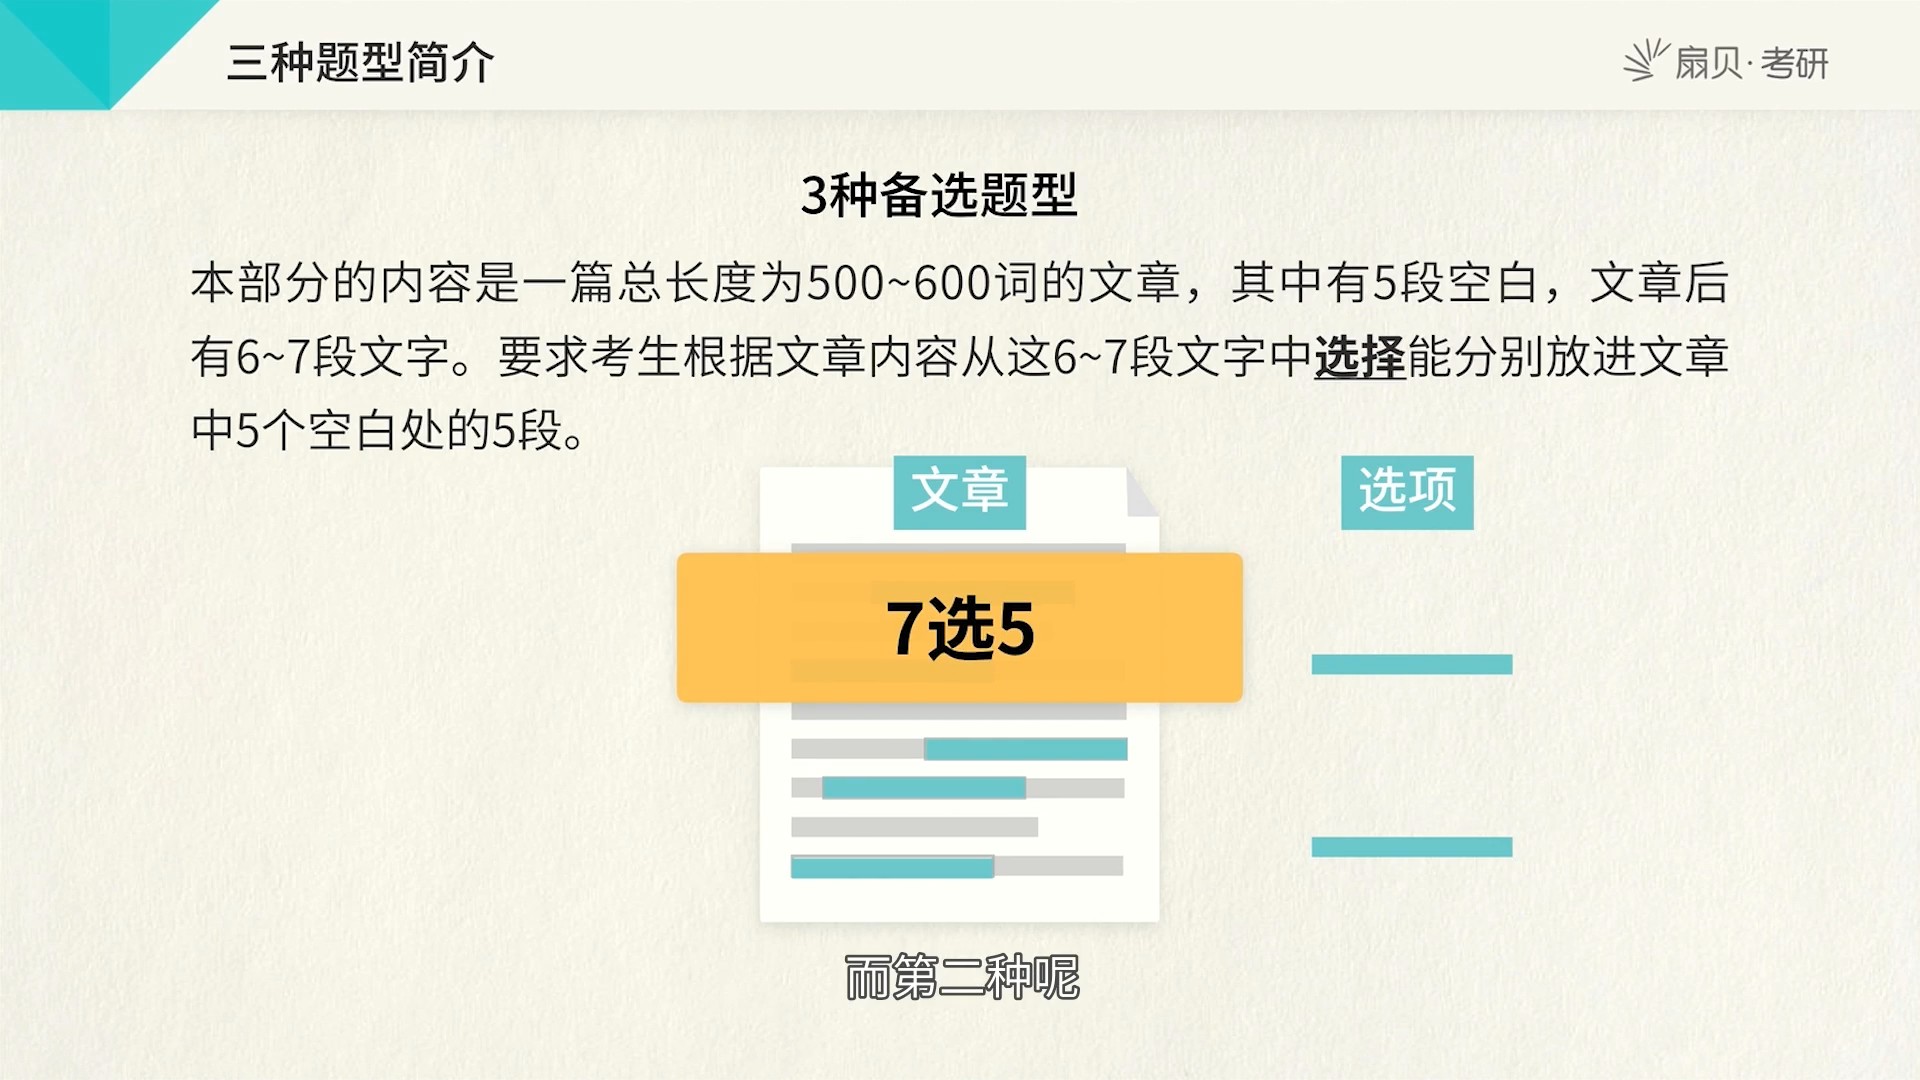 三种题型简介
扇贝·考研
3种备选题型
本部分的内容是一篇总长度为500~600词的文章，其中有5段空白，文章后
有6~7段文字。要求考生根据文章内容从这6~7段文字中选择能分别放进文章
中5个空白处的5段。
文章
选项
7选5
而第二种呢